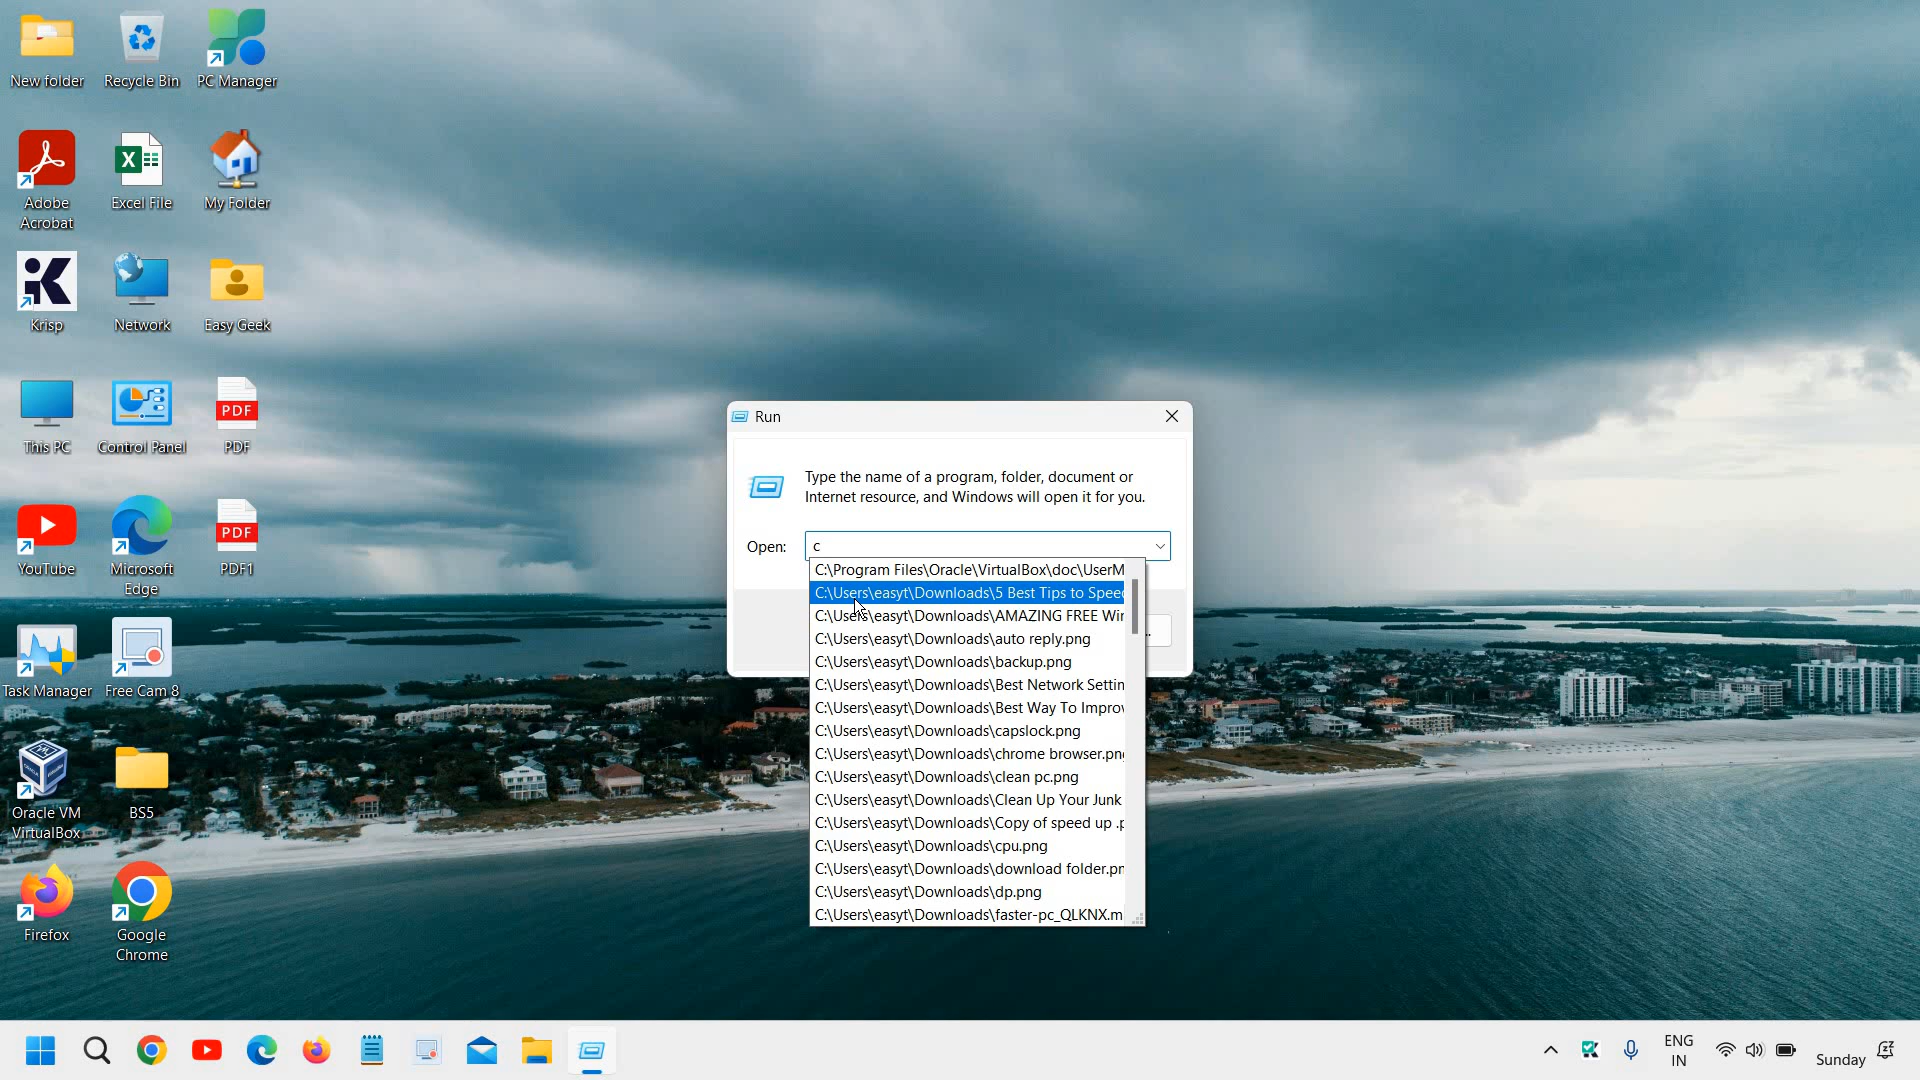 New folder
Recycle Bin
PC Manager
Adobe
Acrobat
Excel File
My Folder
Krisp
Network
Easy Geek
This PC
Control Panel
PDF
PDF
YouTube
Microsoft
Edge
PDF
PDF1
Task Manager
Free Cam 8
Oracle VM
VirtualBox
BS5
Firefox
Google
Chrome
Run
Type the name of a program, folder, document or
Internet resource, and Windows will open it for you.
Open:
c
C:\Program Files\Oracle\VirtualBox\doc\UserM
C:\Users\easyt\Downloads\5 Best Tips to Speed
C:\Users\easyt\Downloads\AMAZING FREE Win
C:\Users\easyt\Downloads\auto reply.png
C:\Users\easyt\Downloads\backup.png
C:\Users\easyt\Downloads\Best Network Settin
C:\Users\easyt\Downloads\Best Way To Improv
C:\Users\easyt\Downloads\capslock.png
C:\Users\easyt\Downloads\chrome browser.png
C:\Users\easyt\Downloads\clean pc.png
C:\Users\easyt\Downloads\Clean Up Your Junk
C:\Users\easyt\Downloads\Copy of speed up .p
C:\Users\easyt\Downloads\cpu.png
C:\Users\easyt\Downloads\download folder.pn
C:\Users\easyt\Downloads\dp.png
C:\Users\easyt\Downloads\faster-pc_QLKNX.m
ENG
IN
Sunday